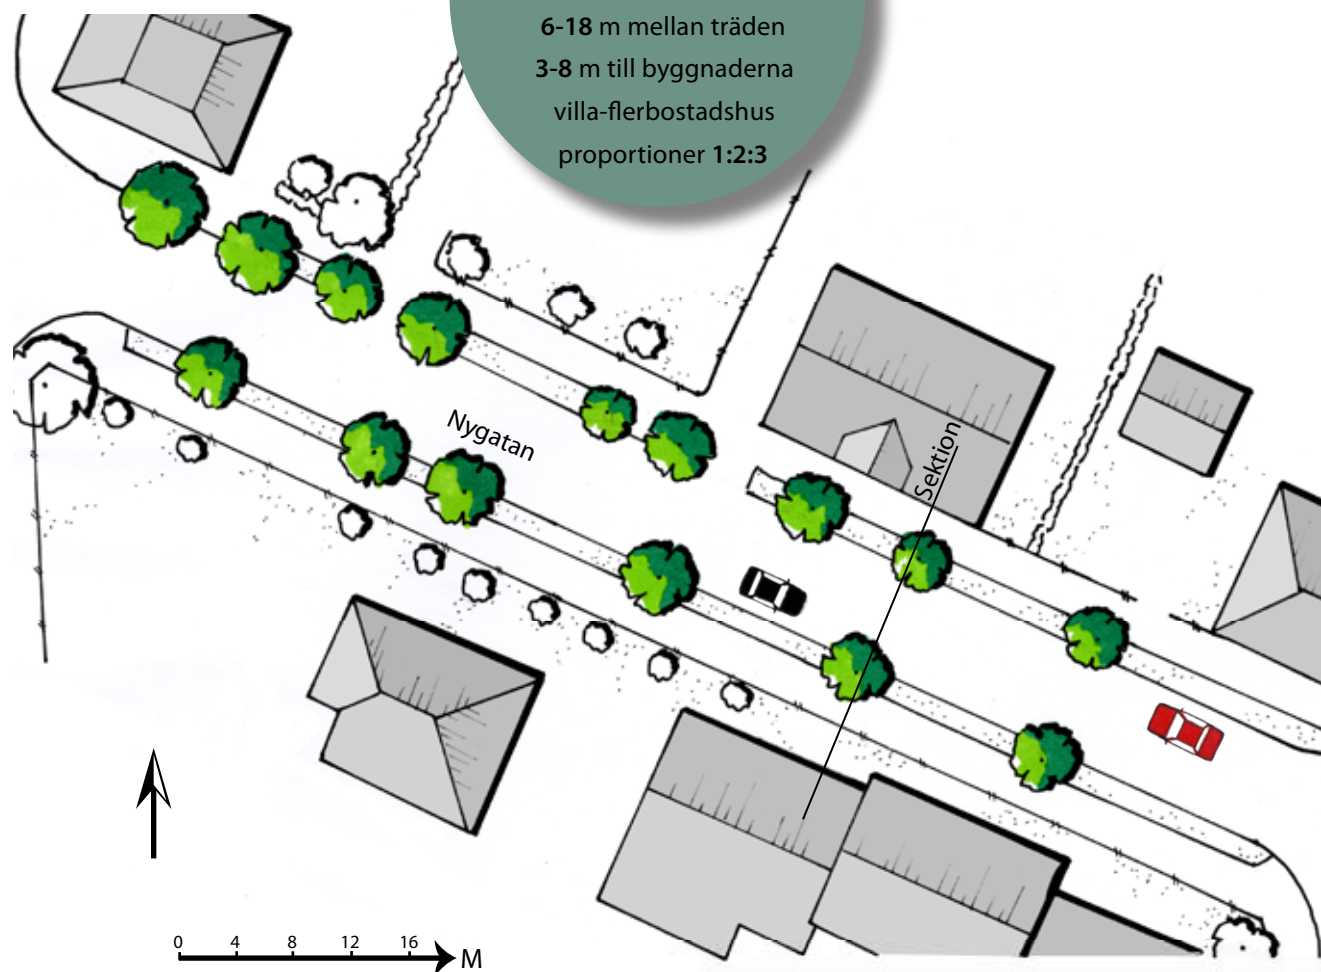 6-18 m mellan träden
3-8 m till byggnaderna
villa-flerbostadshus
proportioner 1:2:3
Nygatan
Sektion
0 4 8 12 16 M